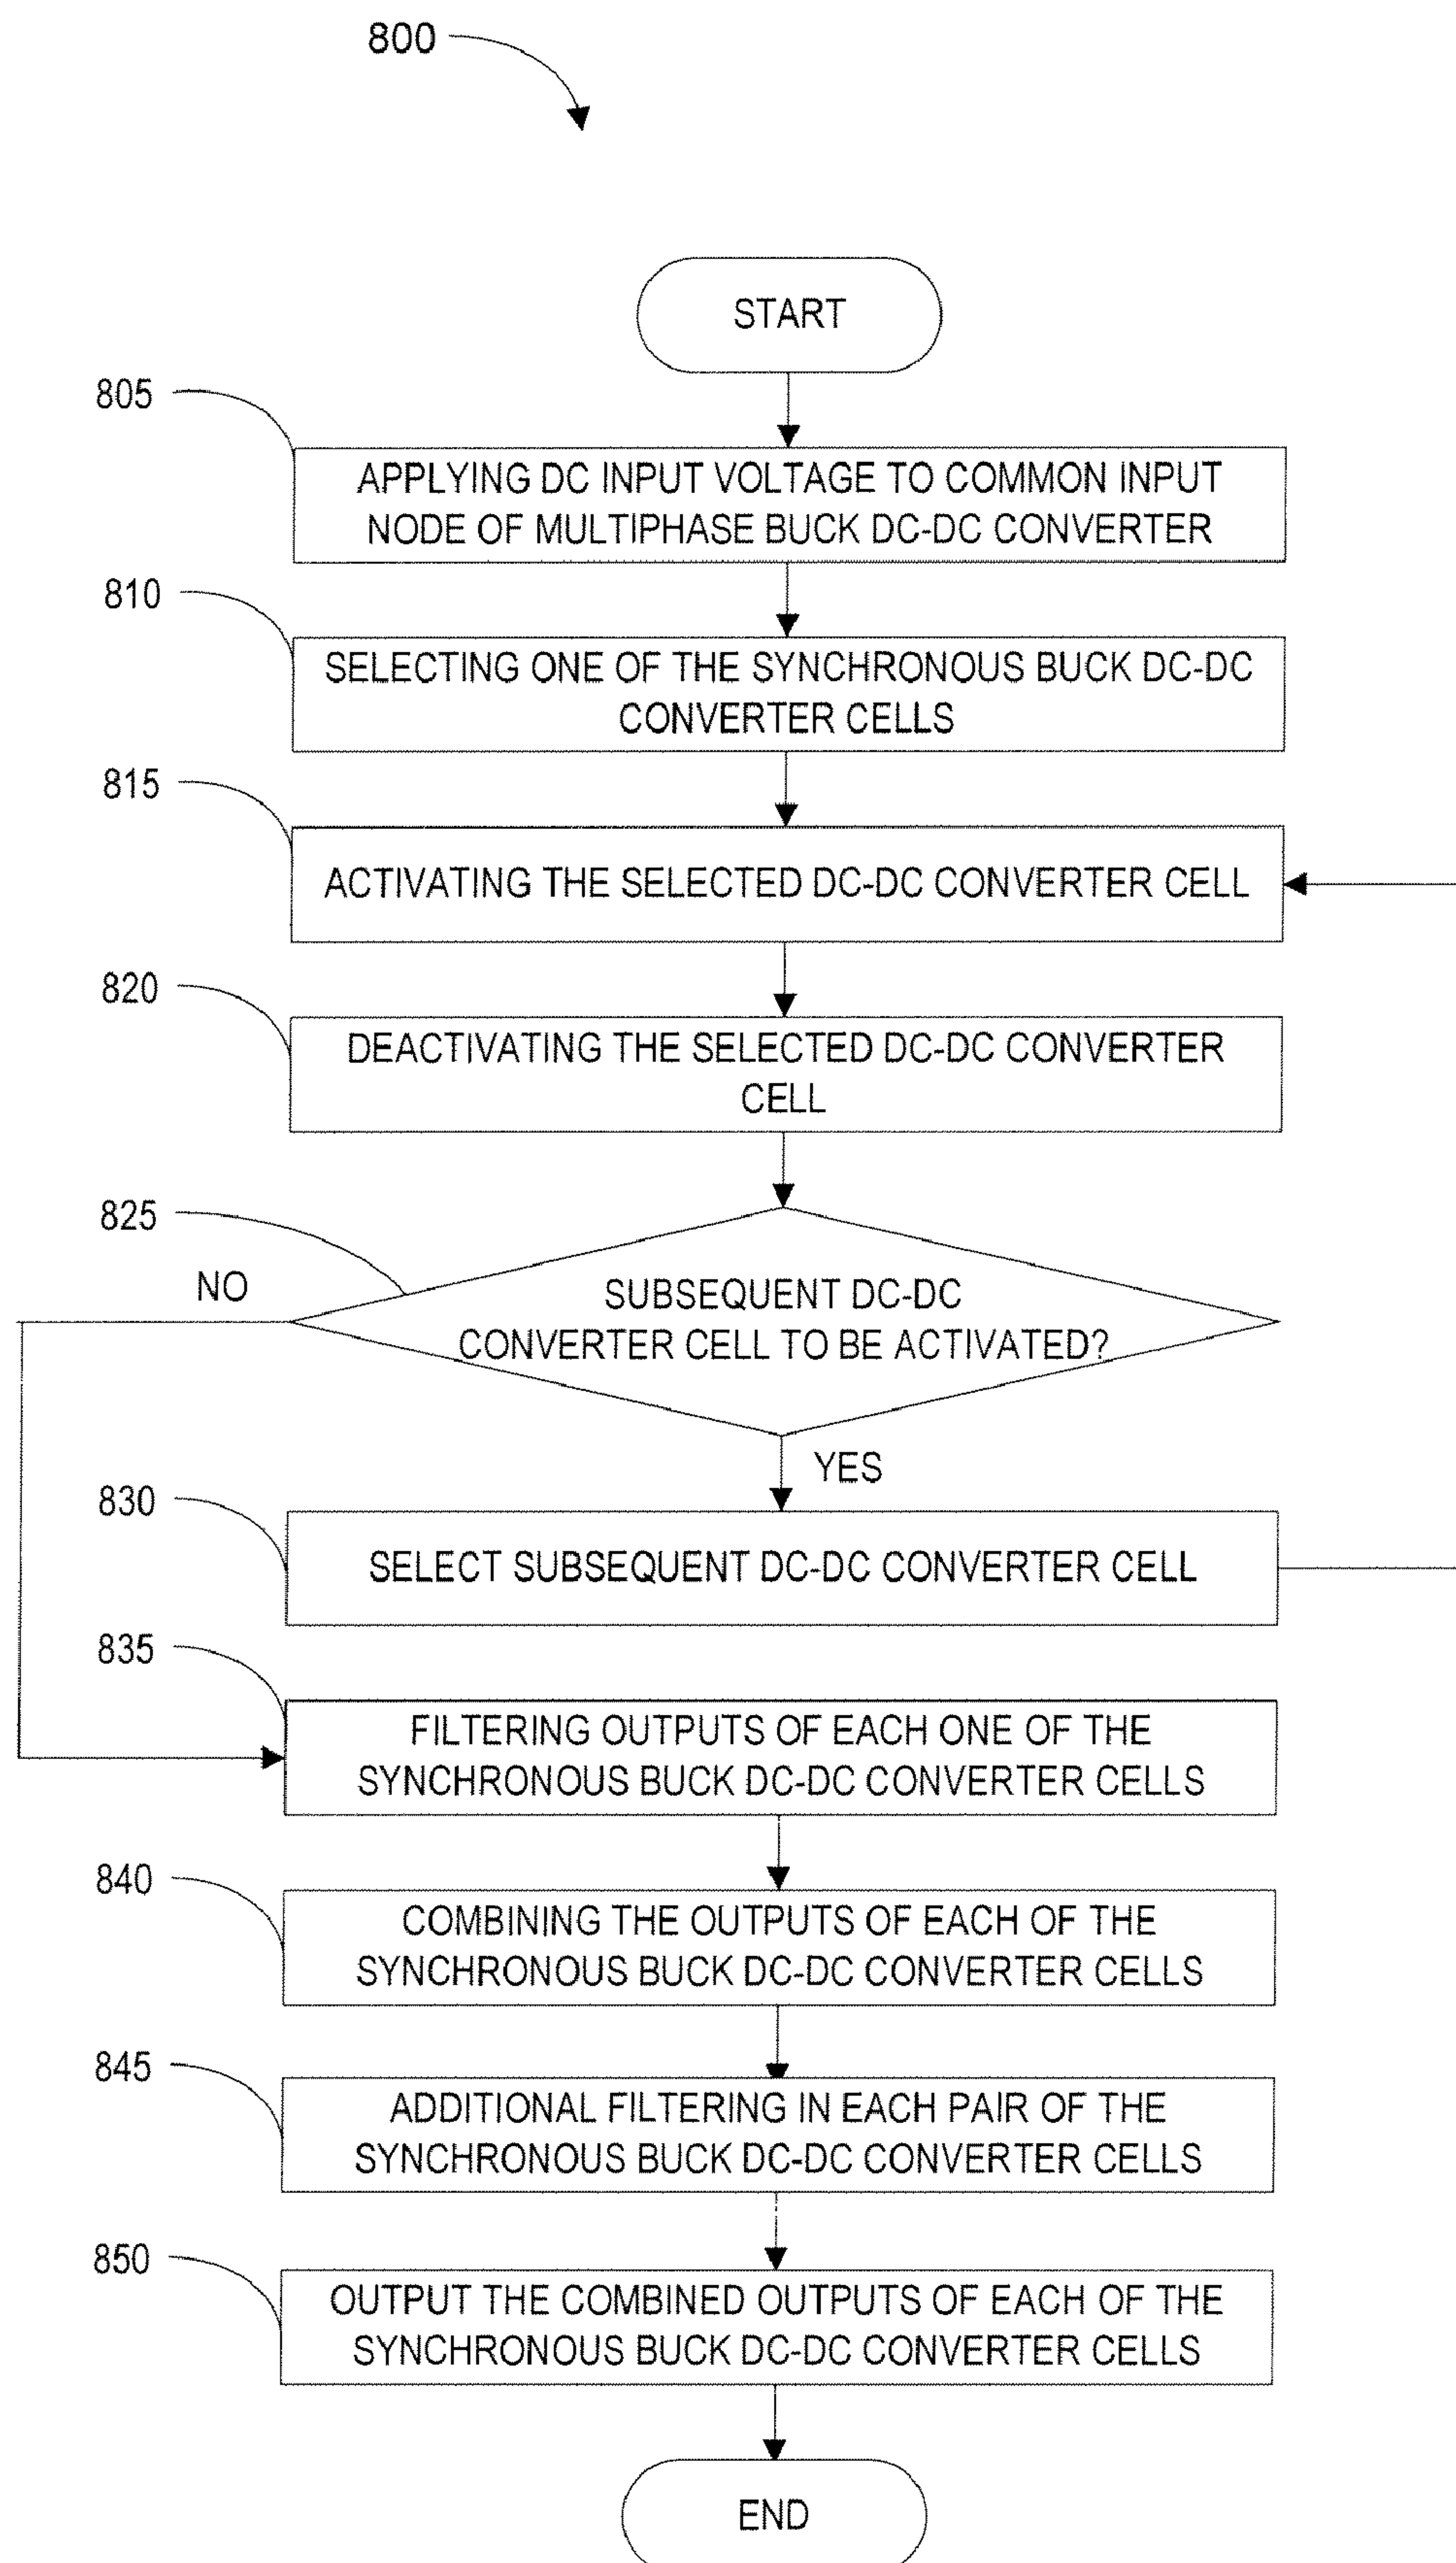 800
START
805
APPLYING DC INPUT VOLTAGE TO COMMON INPUT
NODE OF MULTIPHASE BUCK DC-DC CONVERTER
810
SELECTING ONE OF THE SYNCHRONOUS BUCK DC-DC
CONVERTER CELLS
815
ACTIVATING THE SELECTED DC-DC CONVERTER CELL
820
DEACTIVATING THE SELECTED DC-DC CONVERTER
CELL
825
NO
SUBSEQUENT DC-DC
CONVERTER CELL TO BE ACTIVATED?
YES
830
SELECT SUBSEQUENT DC-DC CONVERTER CELL
835
FILTERING OUTPUTS OF EACH ONE OF THE
SYNCHRONOUS BUCK DC-DC CONVERTER CELLS
840
COMBINING THE OUTPUTS OF EACH OF THE
SYNCHRONOUS BUCK DC-DC CONVERTER CELLS
845
ADDITIONAL FILTERING IN EACH PAIR OF THE
SYNCHRONOUS BUCK DC-DC CONVERTER CELLS
850
OUTPUT THE COMBINED OUTPUTS OF EACH OF THE
SYNCHRONOUS BUCK DC-DC CONVERTER CELLS
END